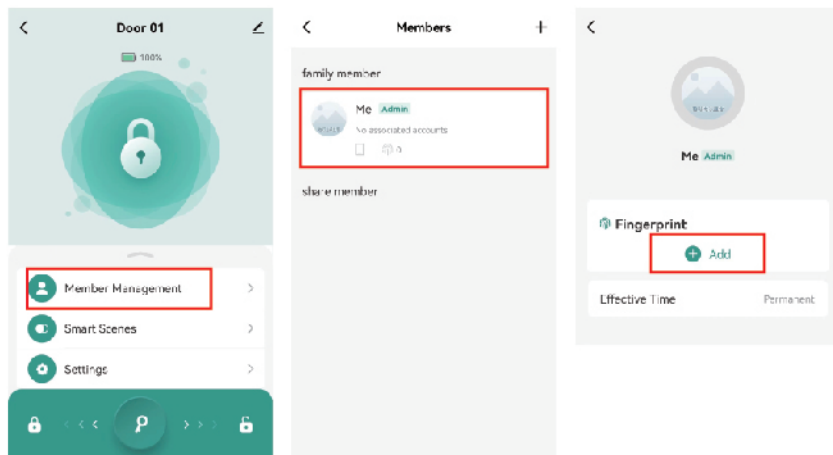 Door 01
100%
Member Management
Smart Scenes
Settings
Members
family member
Me Admin
No associated accounts
0
share member
Me Admin
Fingerprint
Add
Effective Time Permanent